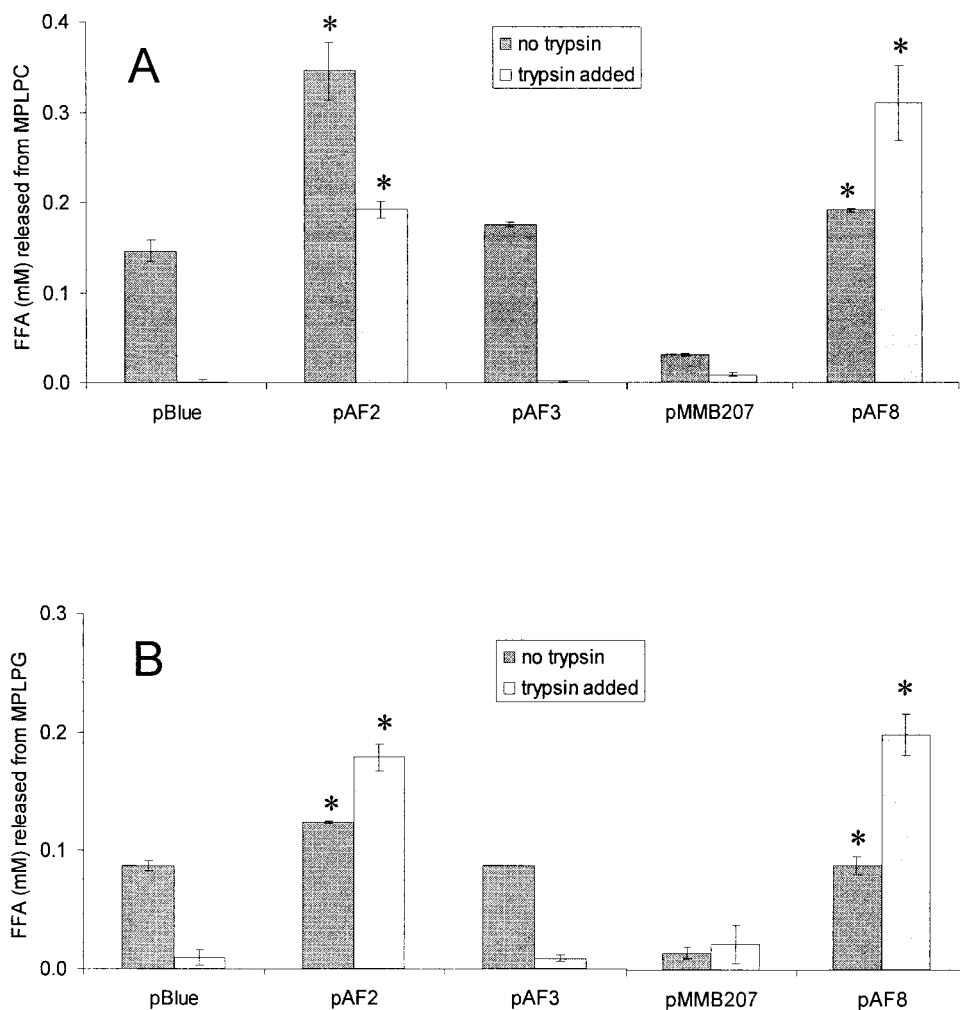 A
FFA (mM) released from MPLPC
0.4
0.3
0.2
0.1
0.0
no trypsin
trypsin added
*
*
*
*
pBlue pAF2 pAF3 pMMB207 pAF8
B
FFA (mM) released from MPLPG
0.3
0.2
0.1
0.0
no trypsin
trypsin added
*
*
*
*
pBlue pAF2 pAF3 pMMB207 pAF8